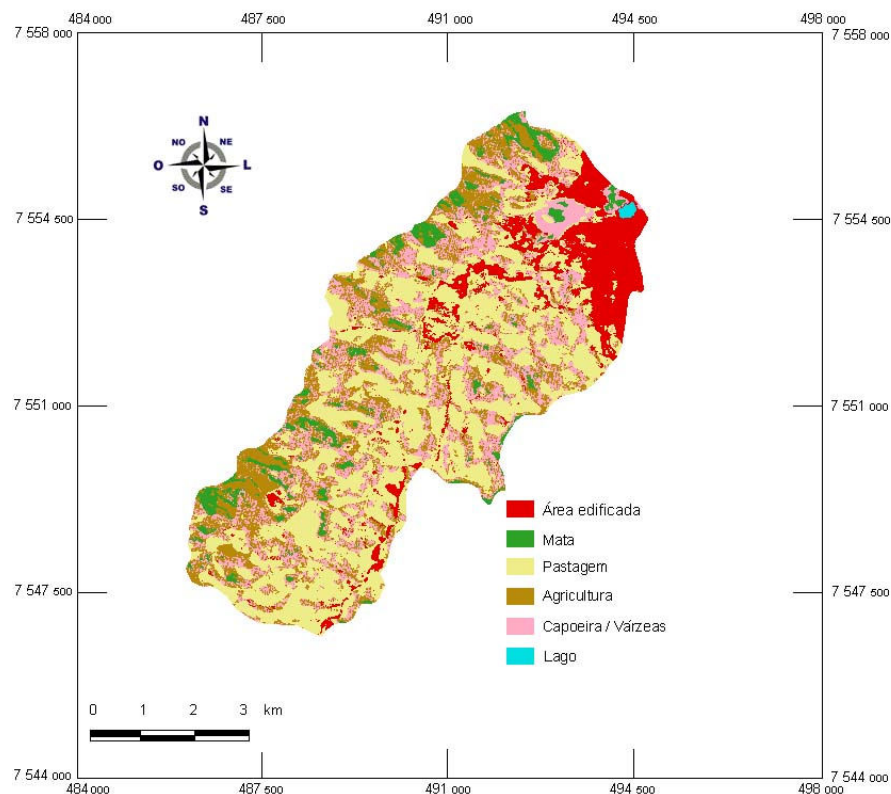 484 000 487 500 491 000 494 500 498 000
7 558 000 7 558 000
N
NO NE
O L
SO SE
S
7 554 500 7 554 500
7 551 000 7 551 000
Área edificada
Mata
Pastagem
7 547 500 7 547 500
Agricultura
Capoeira / Várzeas
Lago
0 1 2 3 km
7 544 000 7 544 000
484 000 487 500 491 000 494 500 498 000